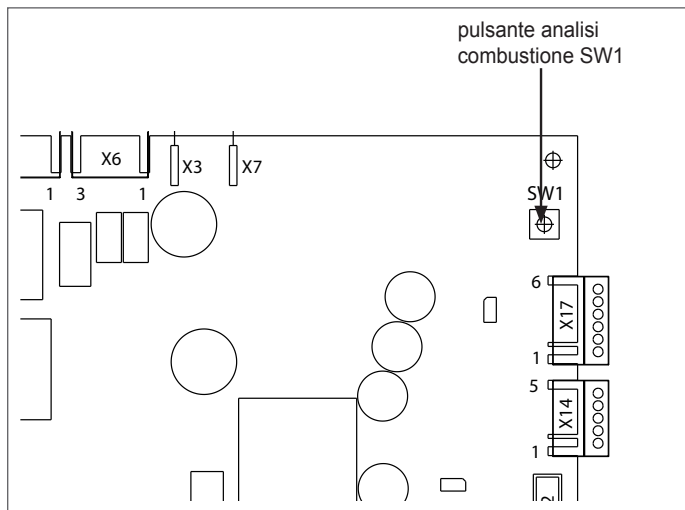 pulsante analisi
combustione SW1
X6
X3
X7
1
3
1
SW1
6
X17
1
5
X14
1